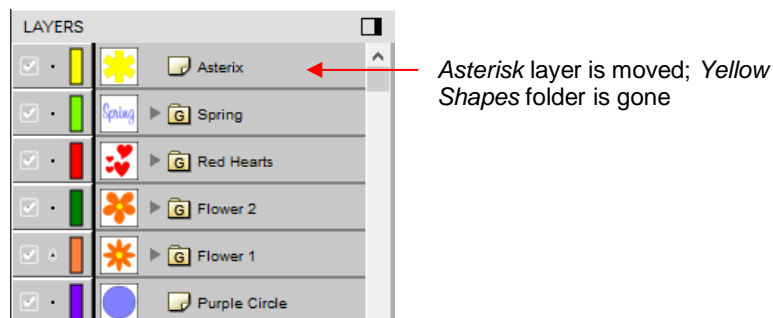 LAYERS
Asterix
Asterisk layer is moved; Yellow
Shapes folder is gone
Spring
G
Spring
G
Red Hearts
G
Flower 2
G
Flower 1
Purple Circle